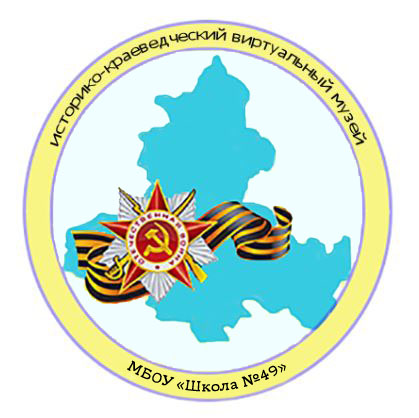 историко-краеведческий виртуальный музей
ОТЕЧЕСТВЕННАЯ ВОЙНА
МБОУ «Школа №49»